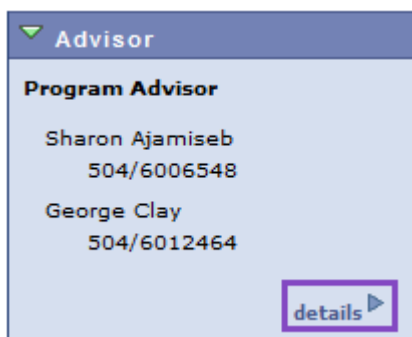 Advisor
Program Advisor
Sharon Ajamiseb
504/6006548
George Clay
504/6012464
details